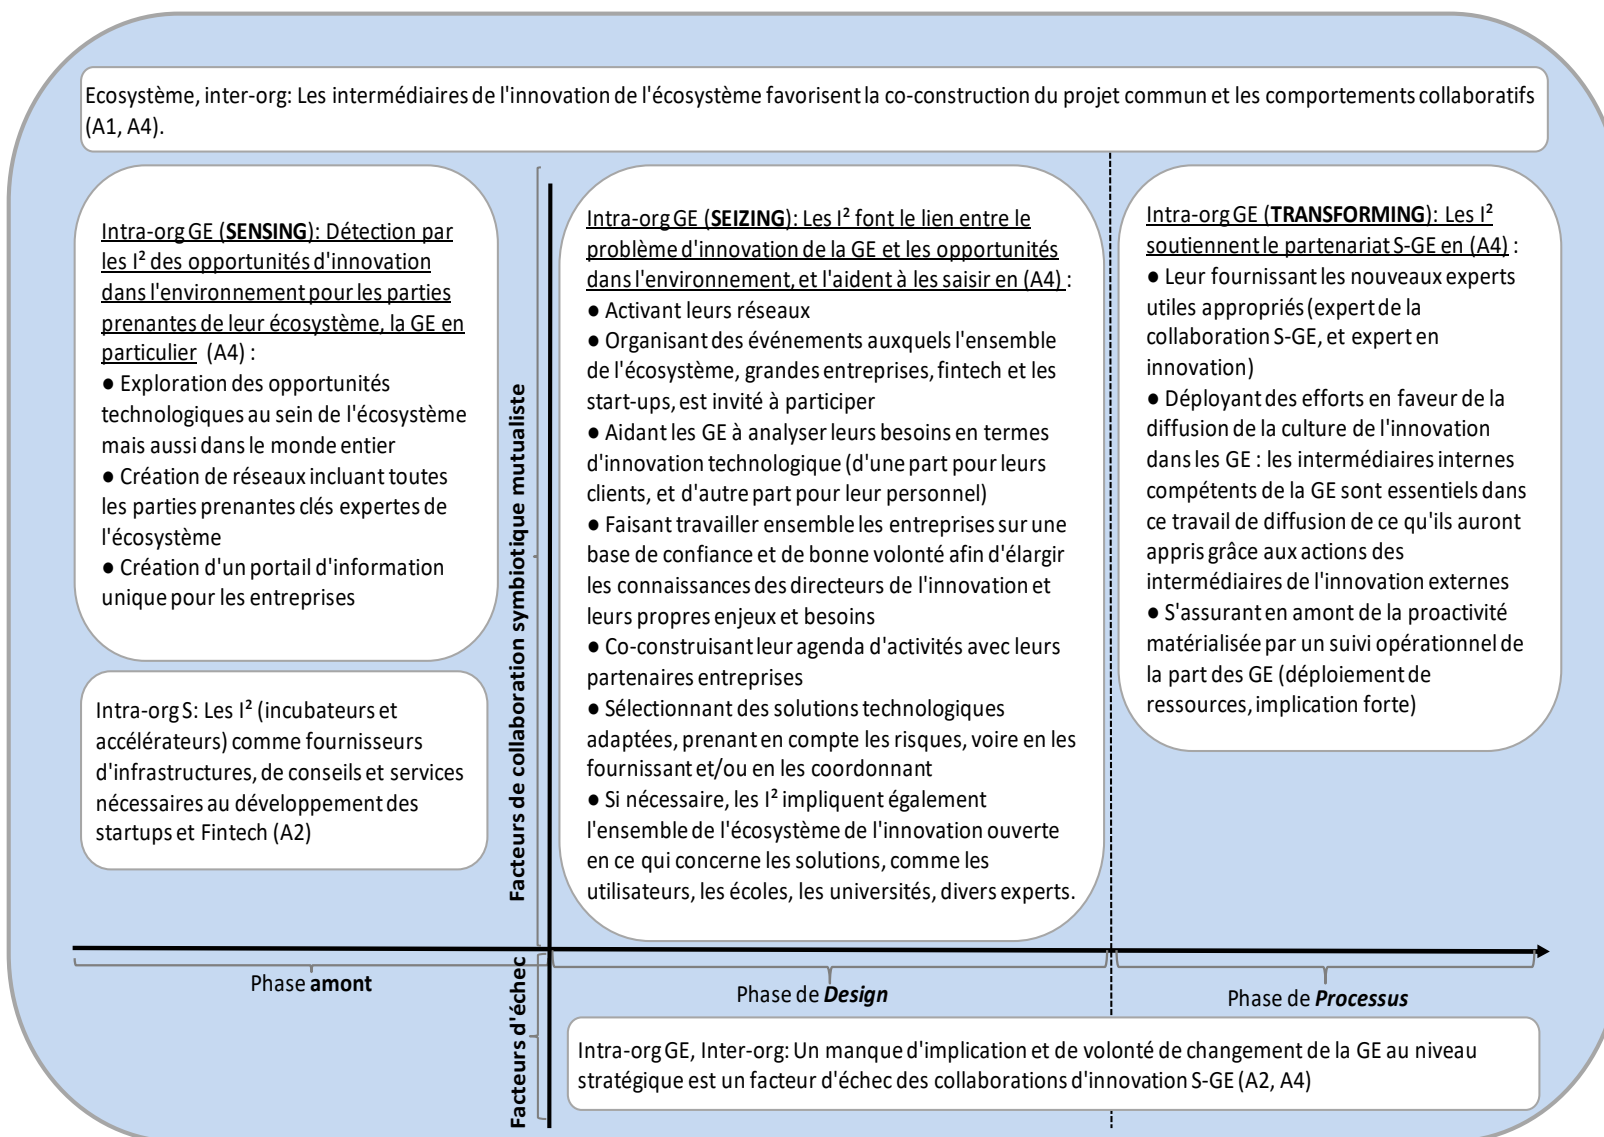 Ecosystème, inter-org: Les intermédiaires de l'innovation de l'écosystème favorisent la co-construction du projet commun et les comportements collaboratifs
(A1, A4).
Intra-org GE (SENSING): Détection par
les I² des opportunités d'innovation
dans l'environnement pour les parties
prenantes de leur écosystème, la GE en
particulier (A4) :
● Exploration des opportunités
technologiques au sein de l'écosystème
mais aussi dans le monde entier
● Création de réseaux incluant toutes
les parties prenantes clés expertes de
l'écosystème
● Création d'un portail d'information
unique pour les entreprises
Intra-org S: Les I² (incubateurs et
accélérateurs) comme fournisseurs
d'infrastructures, de conseils et services
nécessaires au développement des
startups et Fintech (A2)
Facteurs de collaboration symbiotique mutualiste
Intra-org GE (SEIZING): Les I² font le lien entre le
problème d'innovation de la GE et les opportunités
dans l'environnement, et l'aident à les saisir en (A4) :
● Activant leurs réseaux
● Organisant des événements auxquels l'ensemble
de l'écosystème, grandes entreprises, fintech et les
start-ups, est invité à participer
● Aidant les GE à analyser leurs besoins en termes
d'innovation technologique (d'une part pour leurs
clients, et d'autre part pour leur personnel)
● Faisant travailler ensemble les entreprises sur une
base de confiance et de bonne volonté afin d'élargir
les connaissances des directeurs de l'innovation et
leurs propres enjeux et besoins
● Co-construisant leur agenda d'activités avec leurs
partenaires entreprises
● Sélectionnant des solutions technologiques
adaptées, prenant en compte les risques, voire en les
fournissant et/ou en les coordonnant
● Si nécessaire, les I² impliquent également
l'ensemble de l'écosystème de l'innovation ouverte
en ce qui concerne les solutions, comme les
utilisateurs, les écoles, les universités, divers experts.
Intra-org GE (TRANSFORMING): Les I²
soutiennent le partenariat S-GE en (A4) :
● Leur fournissant les nouveaux experts
utiles appropriés (expert de la
collaboration S-GE, et expert en
innovation)
● Déployant des efforts en faveur de la
diffusion de la culture de l'innovation
dans les GE : les intermédiaires internes
compétents de la GE sont essentiels dans
ce travail de diffusion de ce qu'ils auront
appris grâce aux actions des
intermédiaires de l'innovation externes
● S'assurant en amont de la proactivité
matérialisée par un suivi opérationnel de
la part des GE (déploiement de
ressources, implication forte)
Phase amont
Phase de Design
Phase de Processus
Facteurs d'échec
Intra-org GE, Inter-org: Un manque d'implication et de volonté de changement de la GE au niveau
stratégique est un facteur d'échec des collaborations d'innovation S-GE (A2, A4)